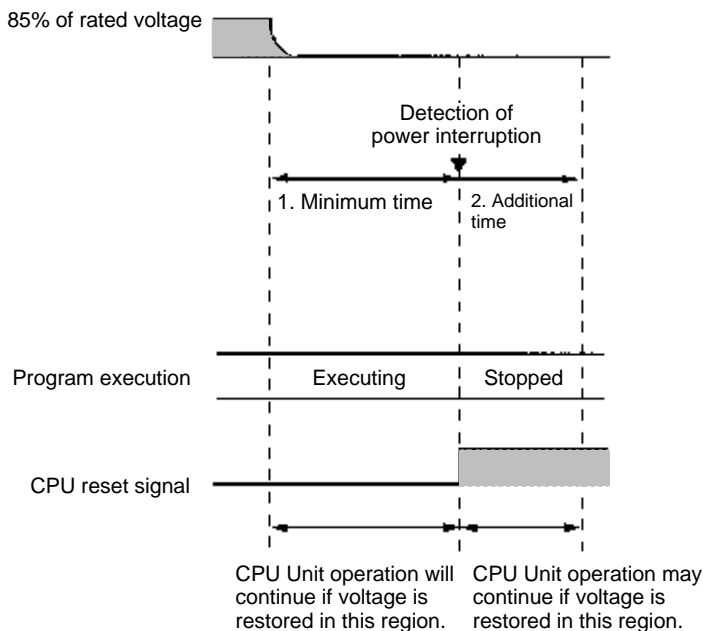 85% of rated voltage
Detection of
power interruption
1. Minimum time
2. Additional
time
Program execution
Executing
Stopped
CPU reset signal
CPU Unit operation will
continue if voltage is
restored in this region.
CPU Unit operation may
continue if voltage is
restored in this region.